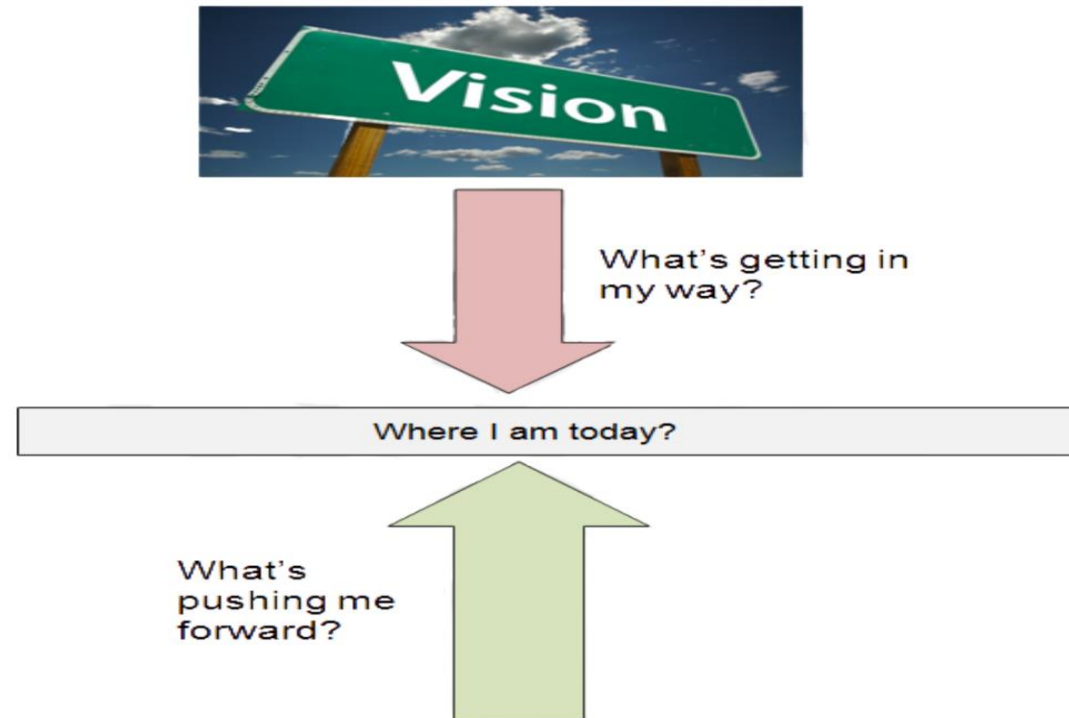 Vision
What's getting in
my way?
Where I am today?
What's
pushing me
forward?